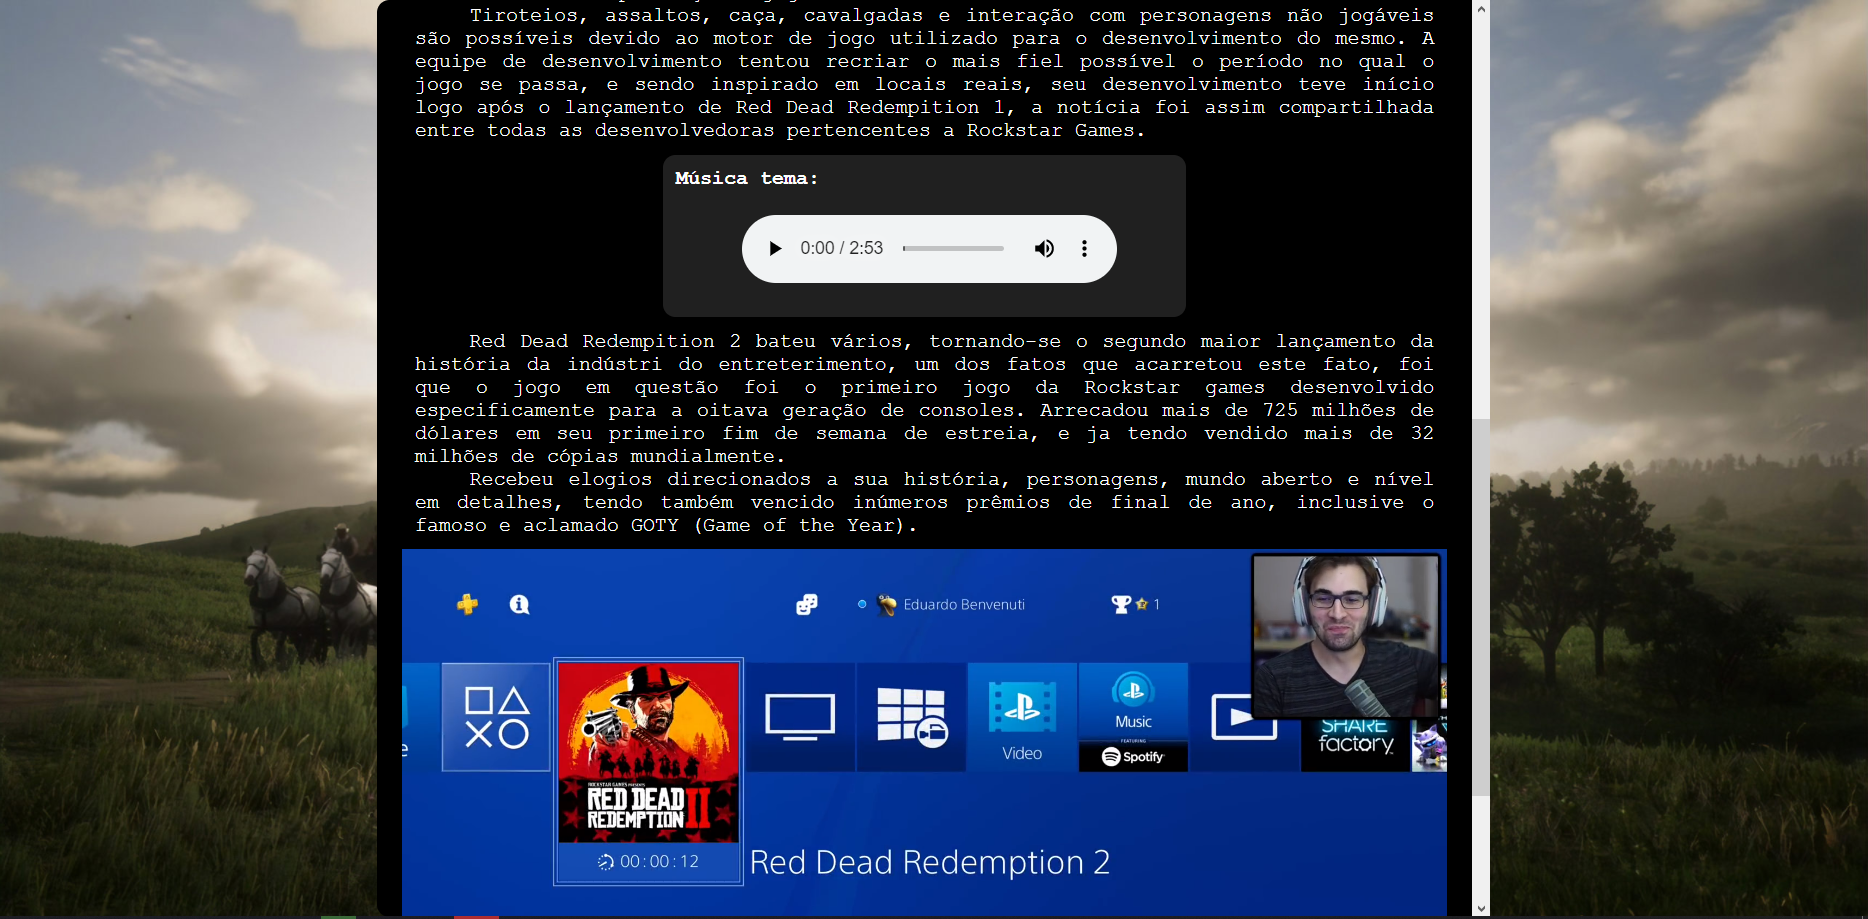 Tiroteios, assaltos, caça, cavalgadas e interação com personagens não jogáveis
são possíveis devido ao motor de jogo utilizado para o desenvolvimento do mesmo. A
equipe de desenvolvimento tentou recriar o mais fiel possível o período no qual o
jogo se passa, e sendo inspirado em locais reais, seu desenvolvimento teve início
logo após o lançamento de Red Dead Redempition 1, a notícia foi assim compartilhada
entre todas as desenvolvedoras pertencentes a Rockstar Games.
Música tema:
0:00 / 2:53
Red Dead Redempition 2 bateu vários, tornando-se o segundo maior lançamento da
história da indústri do entreterimento, um dos fatos que acarretou este fato, foi
que o jogo em questão foi o primeiro jogo da Rockstar games desenvolvido
especificamente para a oitava geração de consoles. Arrecadou mais de 725 milhões de
dólares em seu primeiro fim de semana de estreia, e ja tendo vendido mais de 32
milhões de cópias mundialmente.
Recebeu elogios direcionados a sua história, personagens, mundo aberto e nível
em detalhes, tendo também vencido inúmeros prêmios de final de ano, inclusive o
famoso e aclamado GOTY (Game of the Year).
Eduardo Benvenuti
1
e
ROCKSTAR GAMES PRESENTS
RED DEAD
REDEMPTION II
00:00:12
Video
Music
FEATURING
Spotify
SHARE
factory
Red Dead Redemption 2